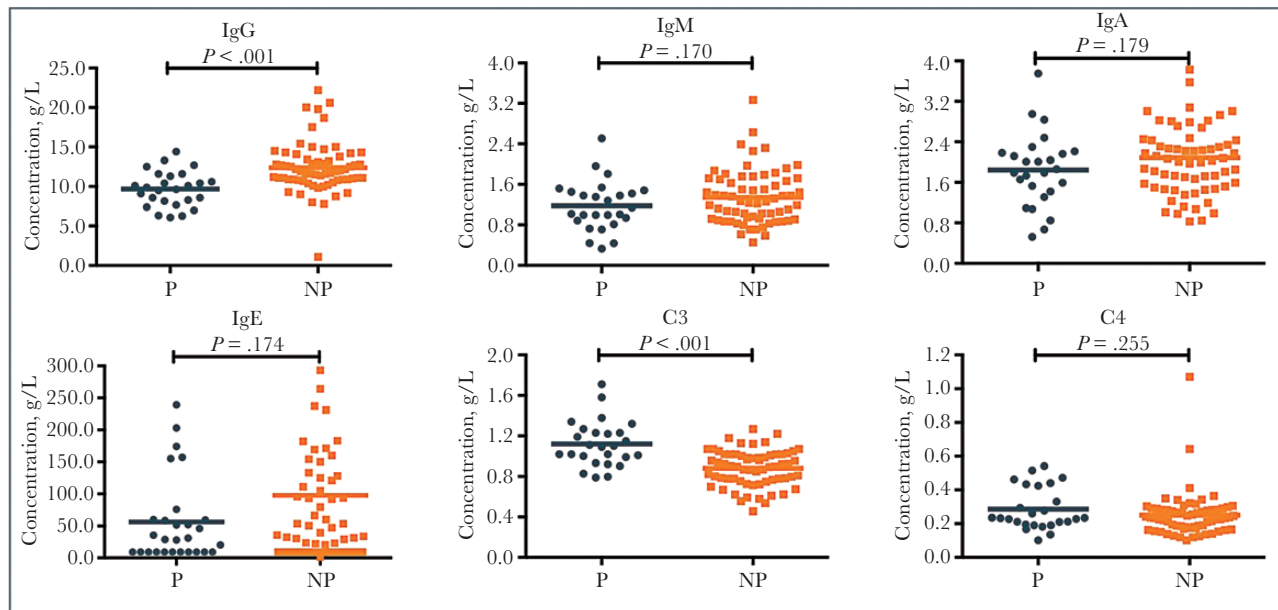 IgG
P < .001
Concentration, g/L
25.0
20.0
15.0
10.0
5.0
0.0
P
NP
IgM
P = .170
Concentration, g/L
4.0
3.2
2.4
1.6
0.8
0.0
P
NP
IgA
P = .179
Concentration, g/L
4.0
3.2
2.4
1.6
0.8
0.0
P
NP
IgE
P = .174
Concentration, g/L
300.0
250.0
200.0
150.0
100.0
50.0
0.0
P
NP
C3
P < .001
Concentration, g/L
2.0
1.6
1.2
0.8
0.4
0.0
P
NP
C4
P = .255
Concentration, g/L
1.2
1.0
0.8
0.6
0.4
0.2
0.0
P
NP